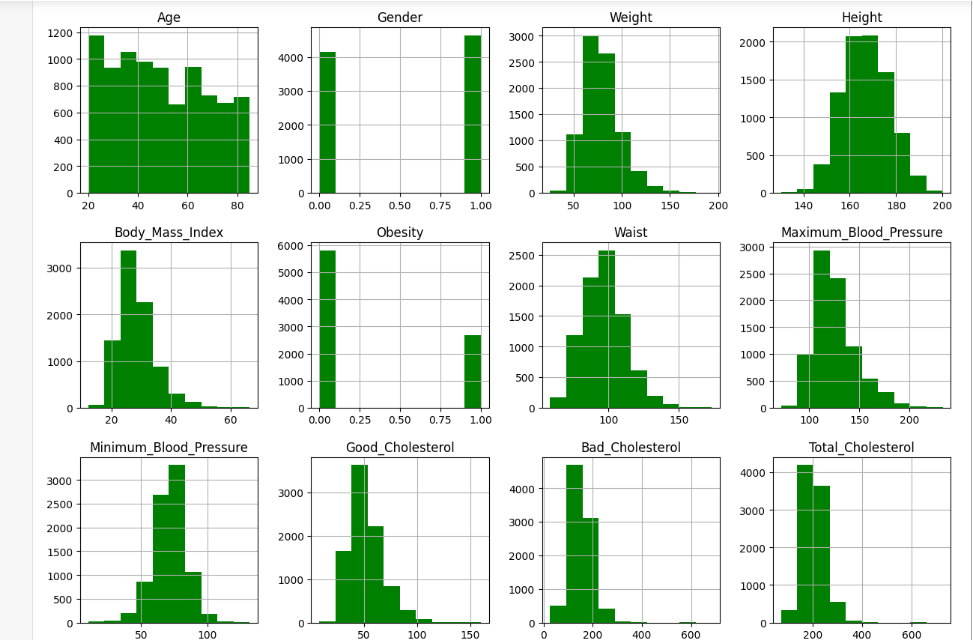 Age Gender Weight Height
1200 1000 800 600 400 200 0
20 40 60 80
4000 3000 2000 1000 0
0.00 0.25 0.50 0.75 1.00
3000 2500 2000 1500 1000 500 0
50 100 150 200
2000 1500 1000 500 0
140 160 180 200
Body_Mass_Index Obesity Waist Maximum_Blood_Pressure
3000 2000 1000 0
20 40 60
6000 5000 4000 3000 2000 1000 0
0.00 0.25 0.50 0.75 1.00
2500 2000 1500 1000 500 0
100 150
3000 2500 2000 1500 1000 500 0
100 150 200
Minimum_Blood_Pressure Good_Cholesterol Bad_Cholesterol Total_Cholesterol
3000 2500 2000 1500 1000 500 0
50 100
3000 2000 1000 0
50 100 150
4000 3000 2000 1000 0
0 200 400 600
4000 3000 2000 1000 0
200 400 600